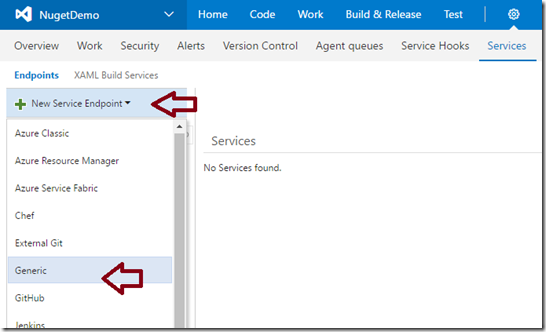 NugetDemo Home Code Work Build & Release Test
Overview Work Security Alerts Version Control Agent queues Service Hooks Services
Endpoints XAML Build Services
New Service Endpoint
Azure Classic
Azure Resource Manager
Azure Service Fabric
Chef
External Git
Generic
GitHub
Jenkins
Services
No Services found.